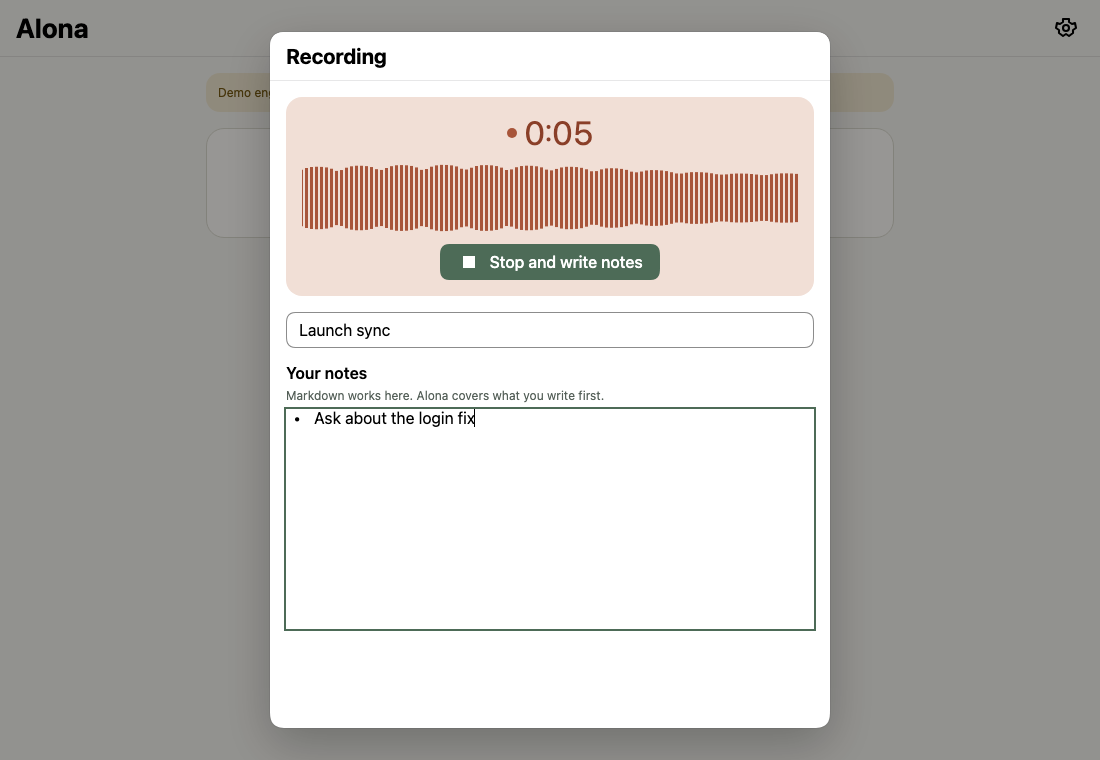 Alona
Demo en
Recording
0:05
Stop and write notes
Launch sync
Your notes
Markdown works here. Alona covers what you write first.
• Ask about the login fix